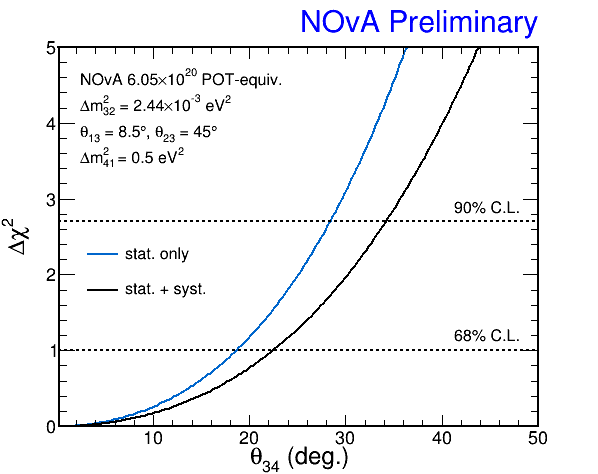 NOvA Preliminary
NOvA 6.05×10²⁰ POT-equiv.
Δm²₃₂ = 2.44×10⁻³ eV²
θ₁₃ = 8.5°, θ₂₃ = 45°
Δm²₄₁ = 0.5 eV²
90% C.L.
stat. only
stat. + syst.
68% C.L.
Δχ²
5
4
3
2
1
0
10 20 30 40 50
θ₃₄ (deg.)